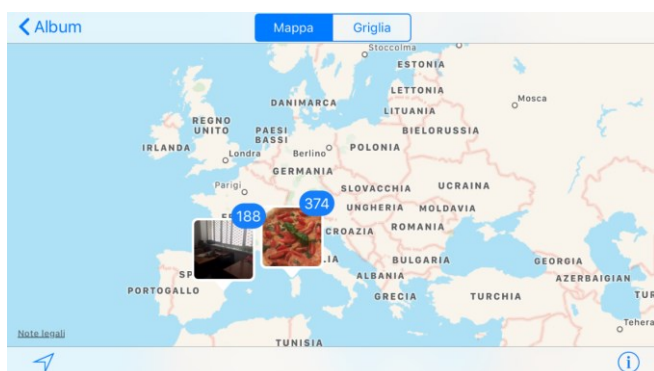 Album
Mappa
Griglia
Stoccolma
ESTONIA
LETTONIA
Mosca
DANIMARCA
LITUANIA
REGNO
UNITO
PAESI
BASSI
BIELORUSSIA
IRLANDA
Londra
Berlino
POLONIA
GERMANIA
Parigi
SLOVACCHIA
UCRAINA
374
188
UNGHERIA
MOLDAVIA
CROAZIA
ROMANIA
BULGARIA
GEORGIA
ALBANIA
AZERBAIGIAN
PORTOGALLO
GRECIA
TURCHIA
Note legali
TUNISIA